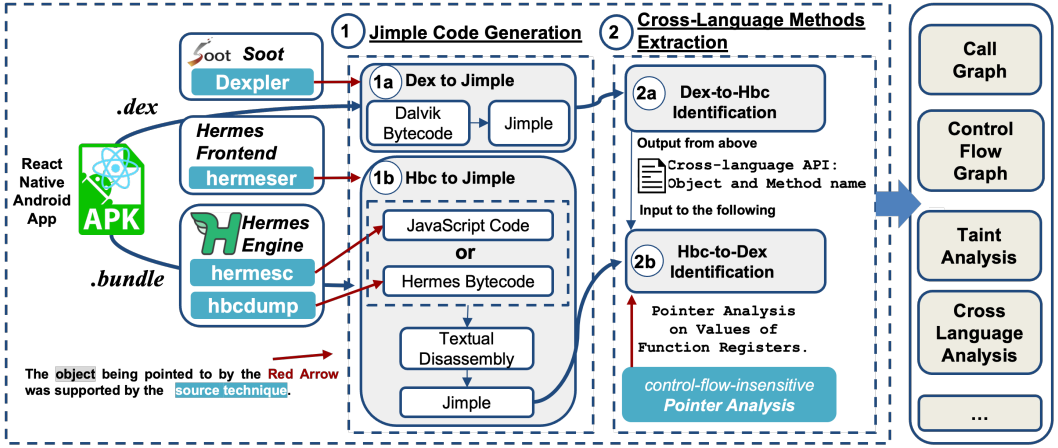 React
Native
Android
App
APK
.dex
.bundle
Soot Soot
Dexpler
Hermes
Frontend
hermeser
Hermes
Engine
hermesc
hbcdump
The object being pointed to by the Red Arrow
was supported by the source technique.
1 Jimple Code Generation
1a Dex to Jimple
Dalvik
Bytecode
Jimple
1b Hbc to Jimple
JavaScript Code
or
Hermes Bytecode
Textual
Disassembly
Jimple
2 Cross-Language Methods
Extraction
2a Dex-to-Hbc
Identification
Output from above
Cross-language API:
Object and Method name
Input to the following
2b Hbc-to-Dex
Identification
Pointer Analysis
on Values of
Function Registers.
control-flow-insensitive
Pointer Analysis
Call
Graph
Control
Flow
Graph
Taint
Analysis
Cross
Language
Analysis
...